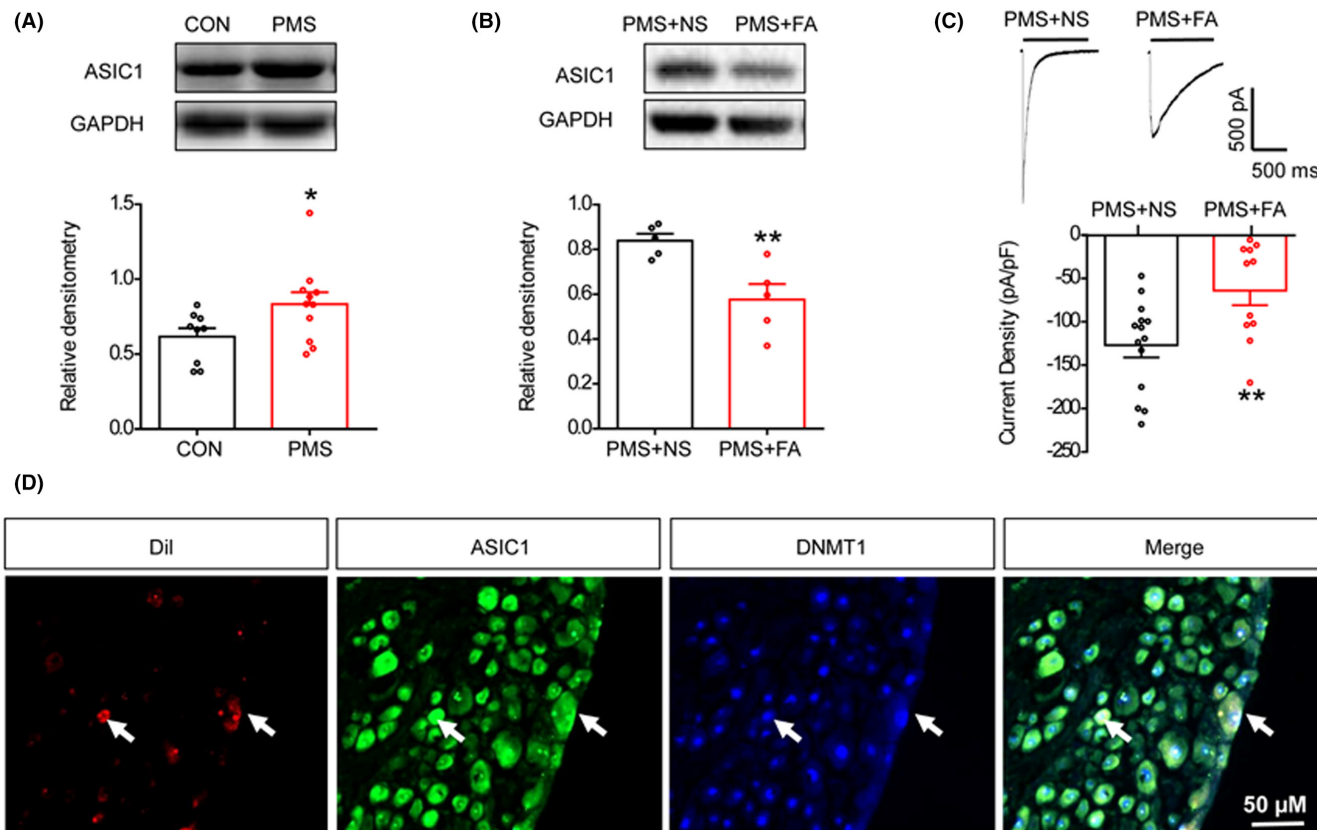 (A)
CON PMS
ASIC1
GAPDH
Relative densitometry
1.5
1.0
0.5
0.0
*
CON PMS
(B)
PMS+NS PMS+FA
ASIC1
GAPDH
Relative densitometry
1.0
0.8
0.6
0.4
0.2
0.0
**
PMS+NS PMS+FA
(C)
PMS+NS PMS+FA
500 pA
500 ms
PMS+NS PMS+FA
Current Density (pA/pF)
0
-50
-100
-150
-200
-250
**
(D)
Dil ASIC1 DNMT1 Merge
50 µM